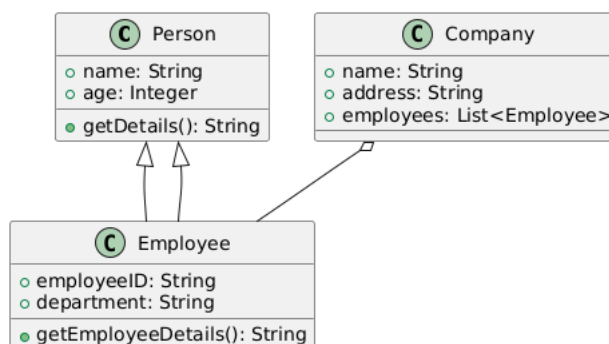 C Person
name: String
age: Integer
getDetails(): String
C Company
name: String
address: String
employees: List<Employee>
C Employee
employeeID: String
department: String
getEmployeeDetails(): String